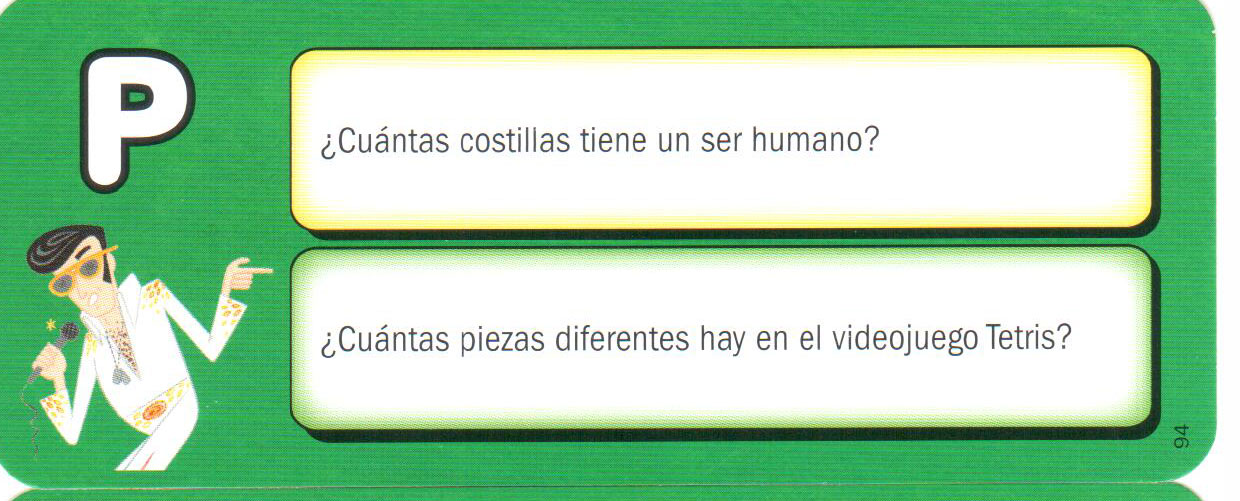 P
¿Cuántas costillas tiene un ser humano?
¿Cuántas piezas diferentes hay en el videojuego Tetris?
94